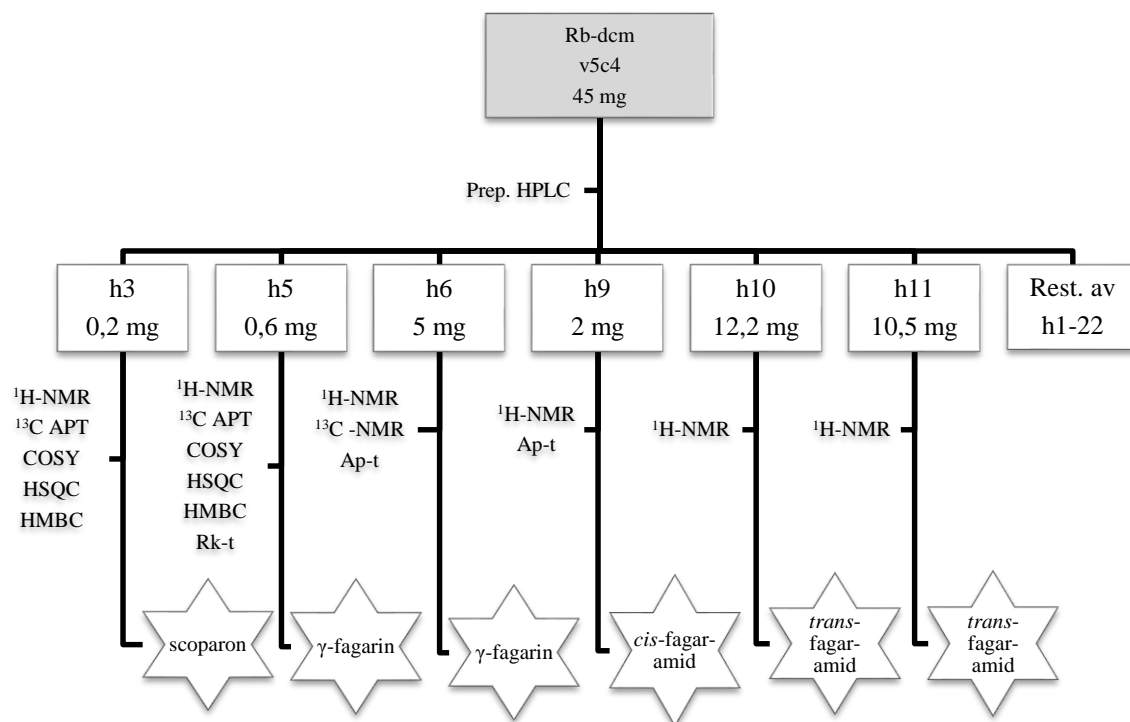 Rb-dcm
v5c4
45 mg
Prep. HPLC
h3
0,2 mg
h5
0,6 mg
h6
5 mg
h9
2 mg
h10
12,2 mg
h11
10,5 mg
Rest. av
h1-22
¹H-NMR
¹³C APT
COSY
HSQC
HMBC
¹H-NMR
¹³C APT
COSY
HSQC
HMBC
Rk-t
¹H-NMR
¹³C -NMR
Ap-t
¹H-NMR
Ap-t
¹H-NMR
¹H-NMR
scoparon
γ-fagarin
γ-fagarin
cis-fagar-
amid
trans-
fagar-
amid
trans-
fagar-
amid